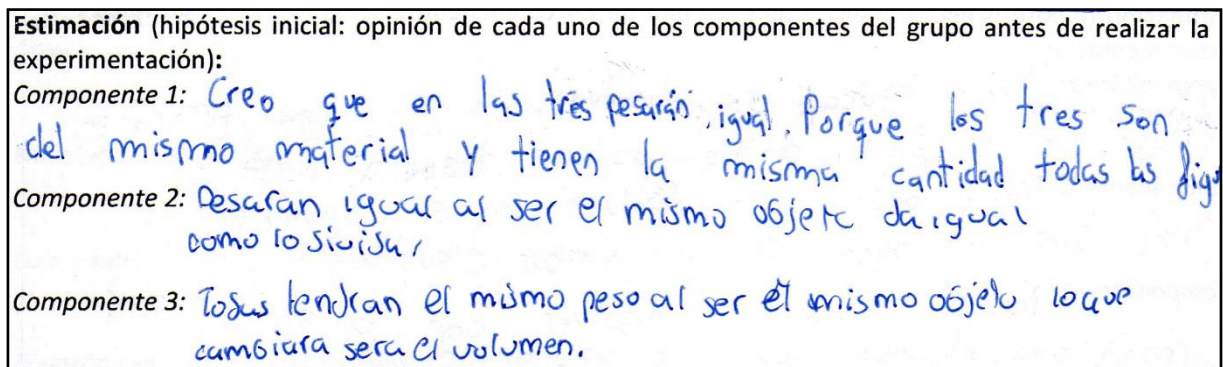 Estimación (hipótesis inicial: opinión de cada uno de los componentes del grupo antes de realizar la
experimentación):
Componente 1: Creo que en las tres pesarán igual. Porque los tres son
del mismo material y tienen la misma cantidad todas las figu
Componente 2: Pesaran igual al ser el mismo objeto da igual
como lo
Componente 3: Todas tendran el mismo peso al ser él mismo objeto lo que
cambiara sera el volumen.